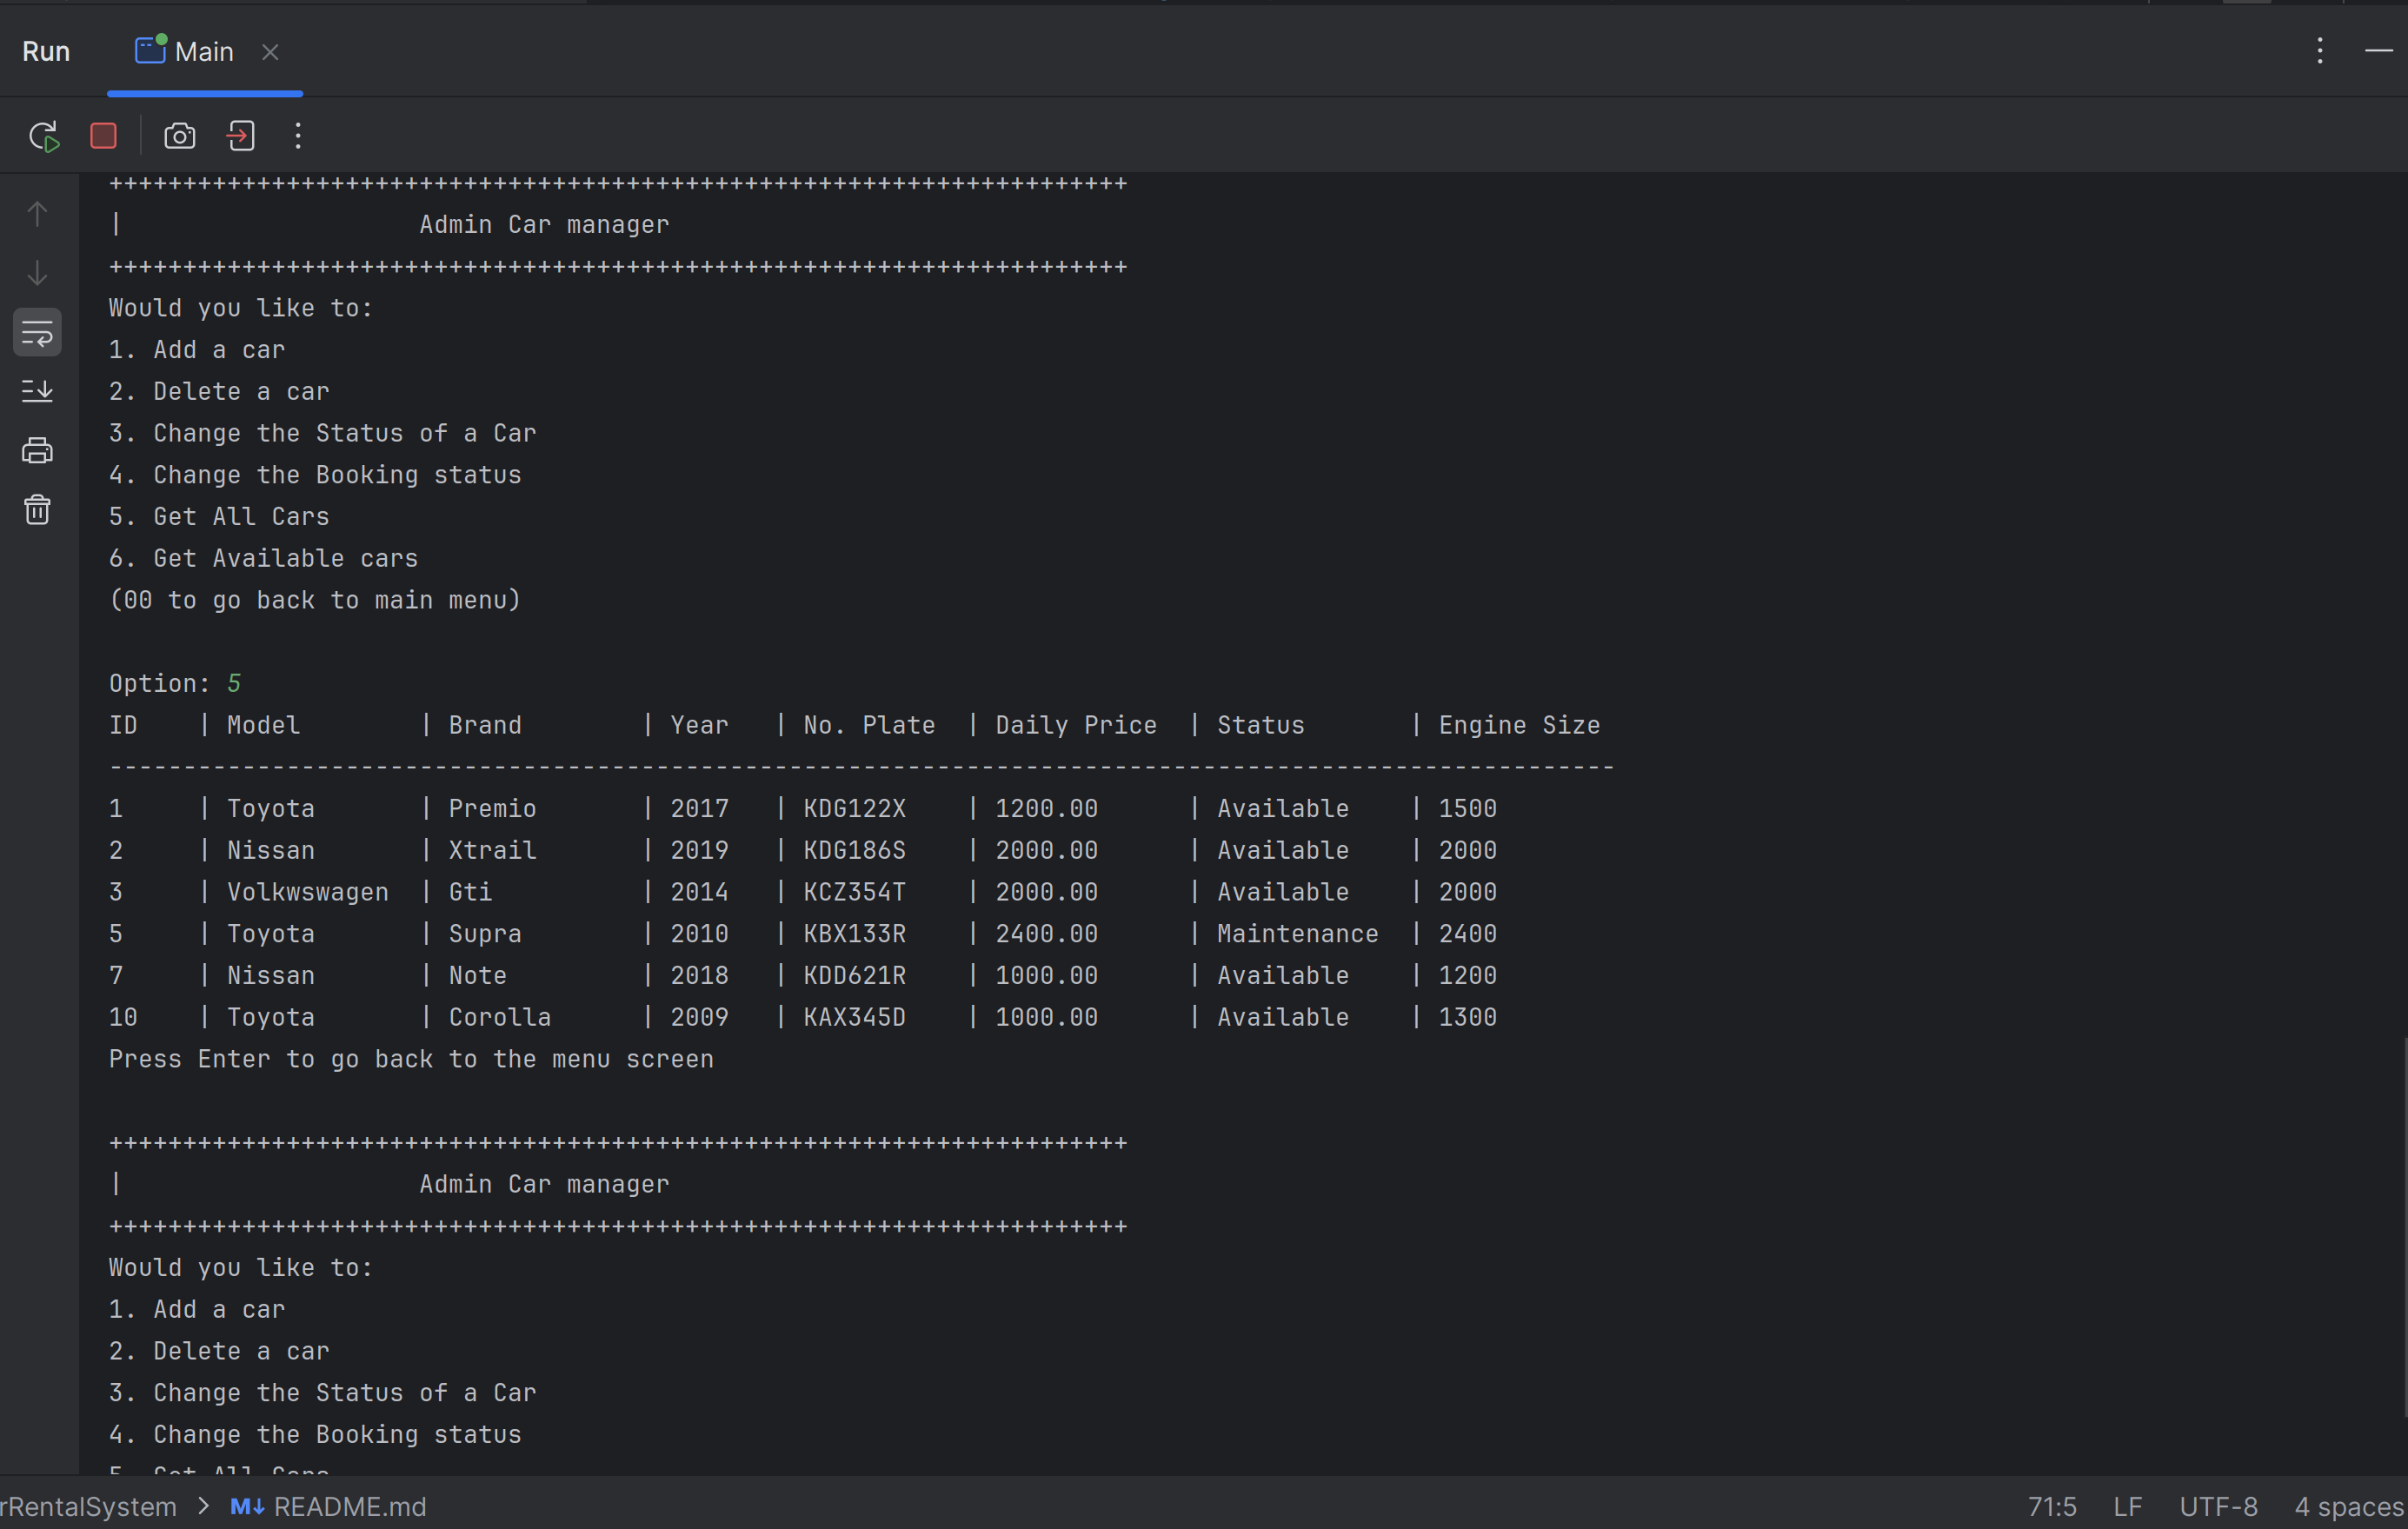 Run Main
+++++++++++++++++++++++++++++++++++++++++++++++++++++++++++++++++++++
|                    Admin Car manager
+++++++++++++++++++++++++++++++++++++++++++++++++++++++++++++++++++++
Would you like to:
1. Add a car
2. Delete a car
3. Change the Status of a Car
4. Change the Booking status
5. Get All Cars
6. Get Available cars
(00 to go back to main menu)
Option: 5
ID    | Model        | Brand        | Year   | No. Plate  | Daily Price  | Status       | Engine Size
------------------------------------------------------------------------------------------------------
1     | Toyota       | Premio       | 2017   | KDG122X    | 1200.00      | Available    | 1500
2     | Nissan       | Xtrail       | 2019   | KDG186S    | 2000.00      | Available    | 2000
3     | Volkwswagen  | Gti          | 2014   | KCZ354T    | 2000.00      | Available    | 2000
5     | Toyota       | Supra        | 2010   | KBX133R    | 2400.00      | Maintenance  | 2400
7     | Nissan       | Note         | 2018   | KDD621R    | 1000.00      | Available    | 1200
10    | Toyota       | Corolla      | 2009   | KAX345D    | 1000.00      | Available    | 1300
Press Enter to go back to the menu screen
+++++++++++++++++++++++++++++++++++++++++++++++++++++++++++++++++++++
|                    Admin Car manager
+++++++++++++++++++++++++++++++++++++++++++++++++++++++++++++++++++++
Would you like to:
1. Add a car
2. Delete a car
3. Change the Status of a Car
4. Change the Booking status
5. Get All Cars
rRentalSystem > M↓ README.md 71:5 LF UTF-8 4 spaces